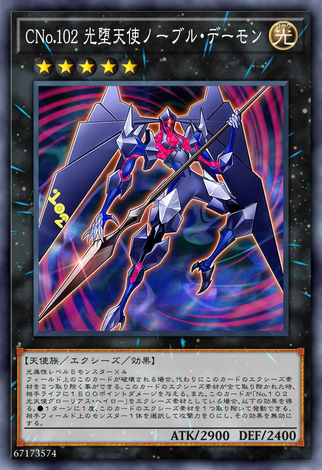 CNo.102 光堕天使ノーブル・デーモン
光
102
【天使族／エクシーズ／効果】
光属性レベル５モンスター×４
フィールド上のこのカードが破壊される場合、代わりにこのカードのエクシーズ素
材を２つ取り除く事ができる。このカードのエクシーズ素材が全て取り除かれた時、
相手ライフに１５００ポイントダメージを与える。また、このカードが「Ｎｏ.１０２
光天使グローリアス・ヘイロー」をエクシーズ素材としている場合、以下の効果を得
る。●１ターンに１度、このカードのエクシーズ素材を１つ取り除いて発動できる。
相手フィールド上のモンスター１体を選択して攻撃力を０にし、その効果を無効に
する。
ATK/2900 DEF/2400
67173574